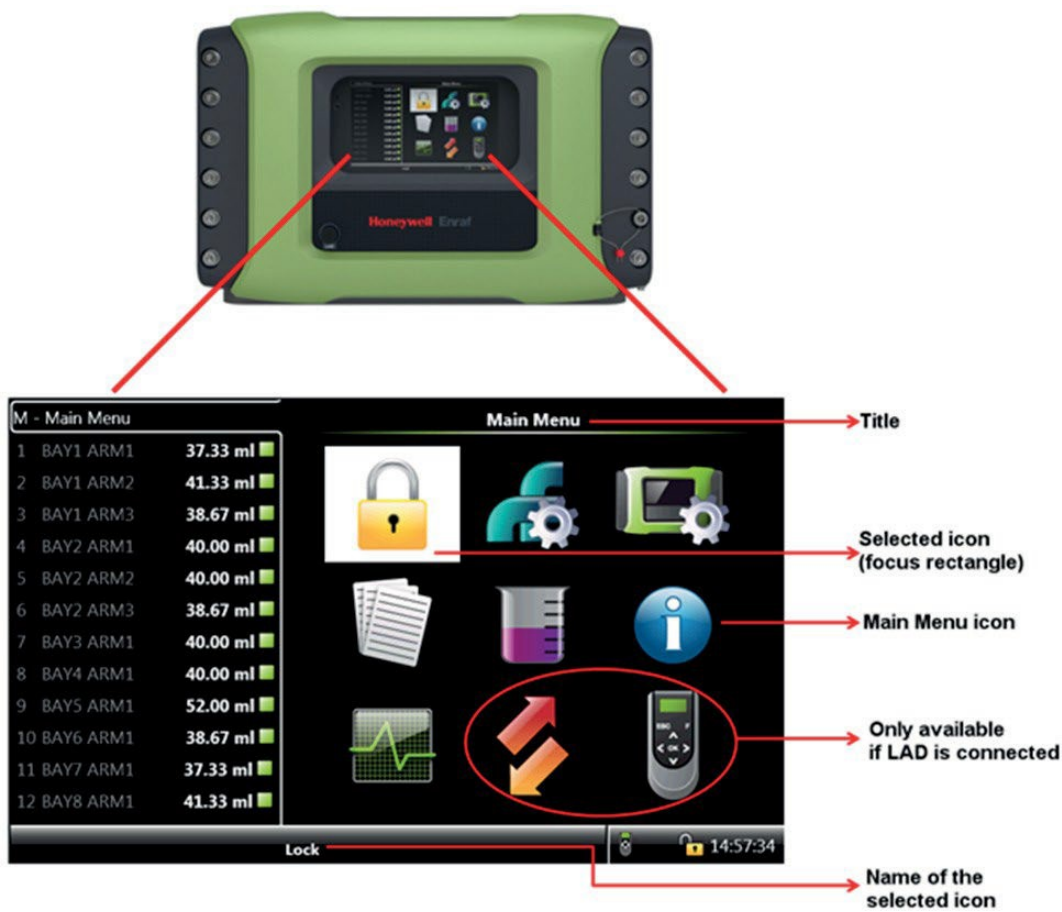 Honeywell Enraf
M - Main Menu
Main Menu
Title
1 BAY1 ARM1 37.33 ml
2 BAY1 ARM2 41.33 ml
3 BAY1 ARM3 38.67 ml
4 BAY2 ARM1 40.00 ml
5 BAY2 ARM2 40.00 ml
6 BAY2 ARM3 38.67 ml
7 BAY3 ARM1 40.00 ml
8 BAY4 ARM1 40.00 ml
9 BAY5 ARM1 52.00 ml
10 BAY6 ARM1 38.67 ml
11 BAY7 ARM1 37.33 ml
12 BAY8 ARM1 41.33 ml
Selected icon
(focus rectangle)
Main Menu icon
ESC F
OK
Only available
if LAD is connected
Lock
14:57:34
Name of the
selected icon